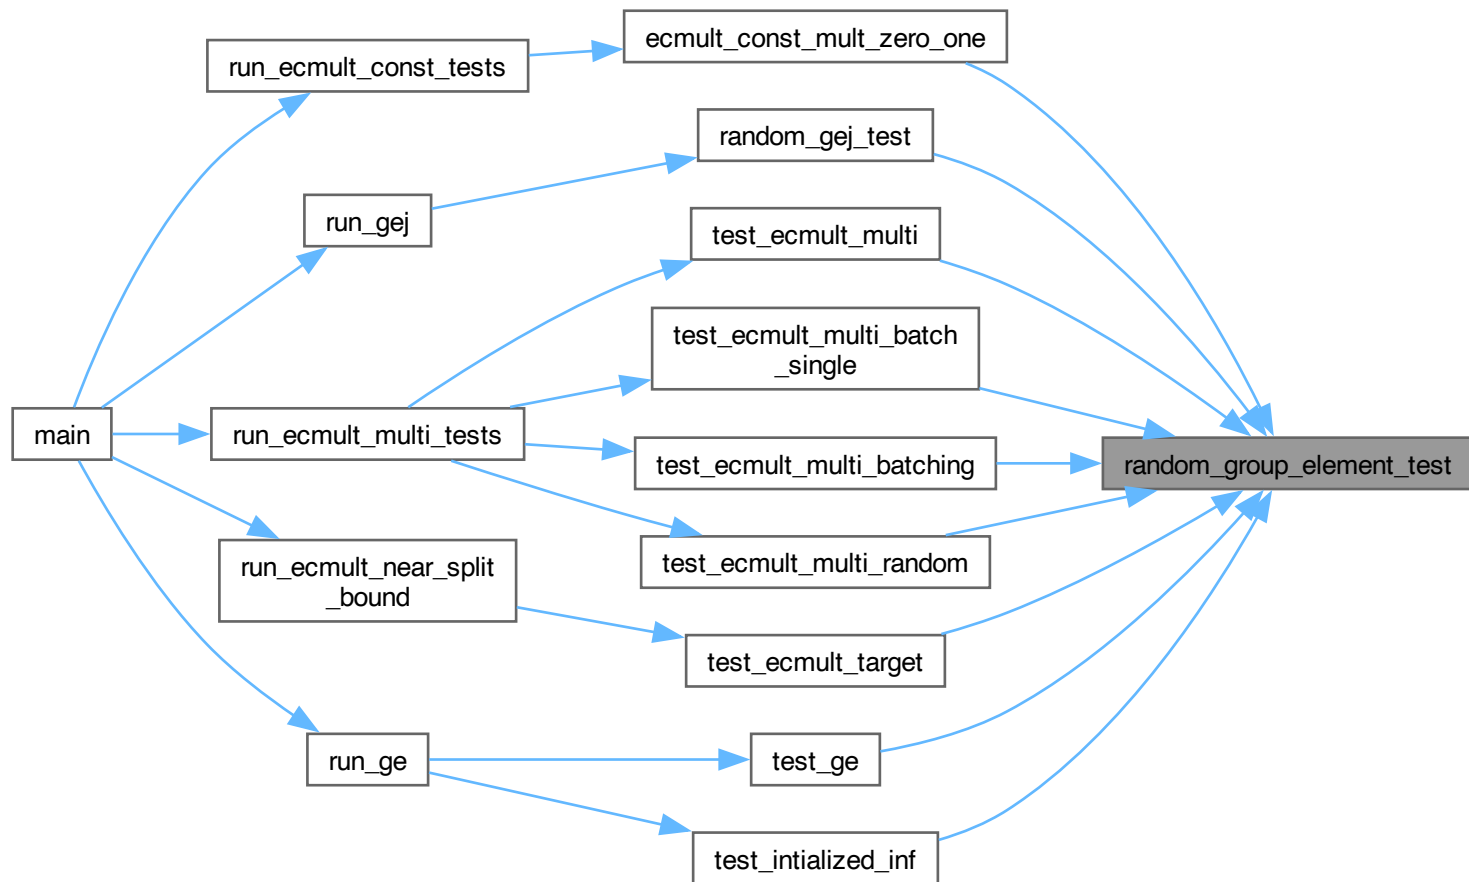 ecmult_const_mult_zero_one
run_ecmult_const_tests
random_gej_test
run_gej
test_ecmult_multi
test_ecmult_multi_batch
_single
main
run_ecmult_multi_tests
test_ecmult_multi_batching
random_group_element_test
test_ecmult_multi_random
run_ecmult_near_split
_bound
test_ecmult_target
run_ge
test_ge
test_intialized_inf